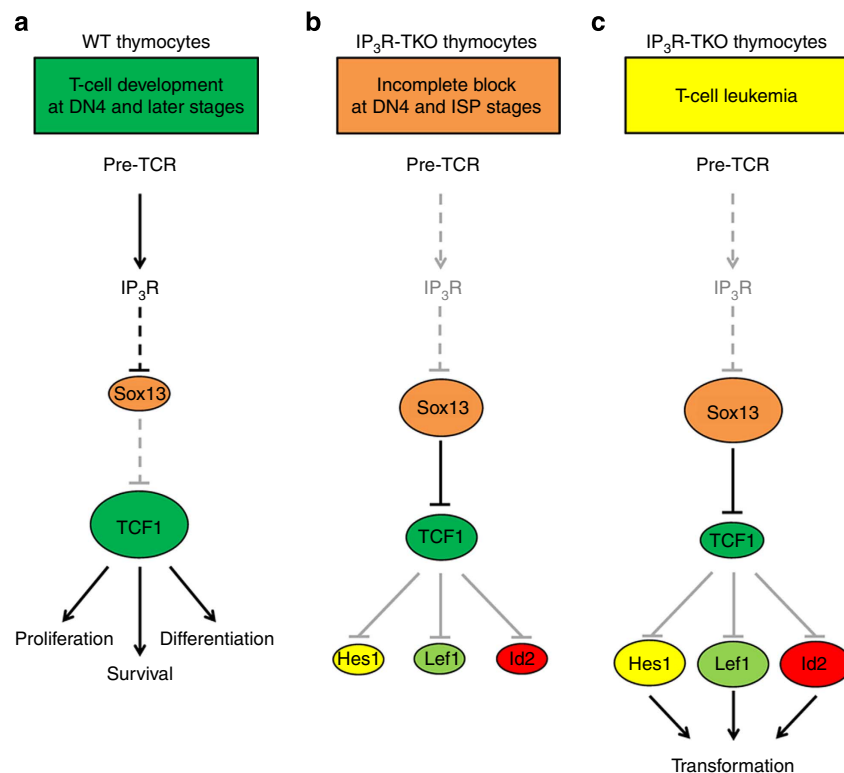 a
WT thymocytes
T-cell development
at DN4 and later stages
Pre-TCR
IP3R
Sox13
TCF1
Proliferation
Differentiation
Survival
b
IP3R-TKO thymocytes
Incomplete block
at DN4 and ISP stages
Pre-TCR
IP3R
Sox13
TCF1
Hes1
Lef1
Id2
c
IP3R-TKO thymocytes
T-cell leukemia
Pre-TCR
IP3R
Sox13
TCF1
Hes1
Lef1
Id2
Transformation